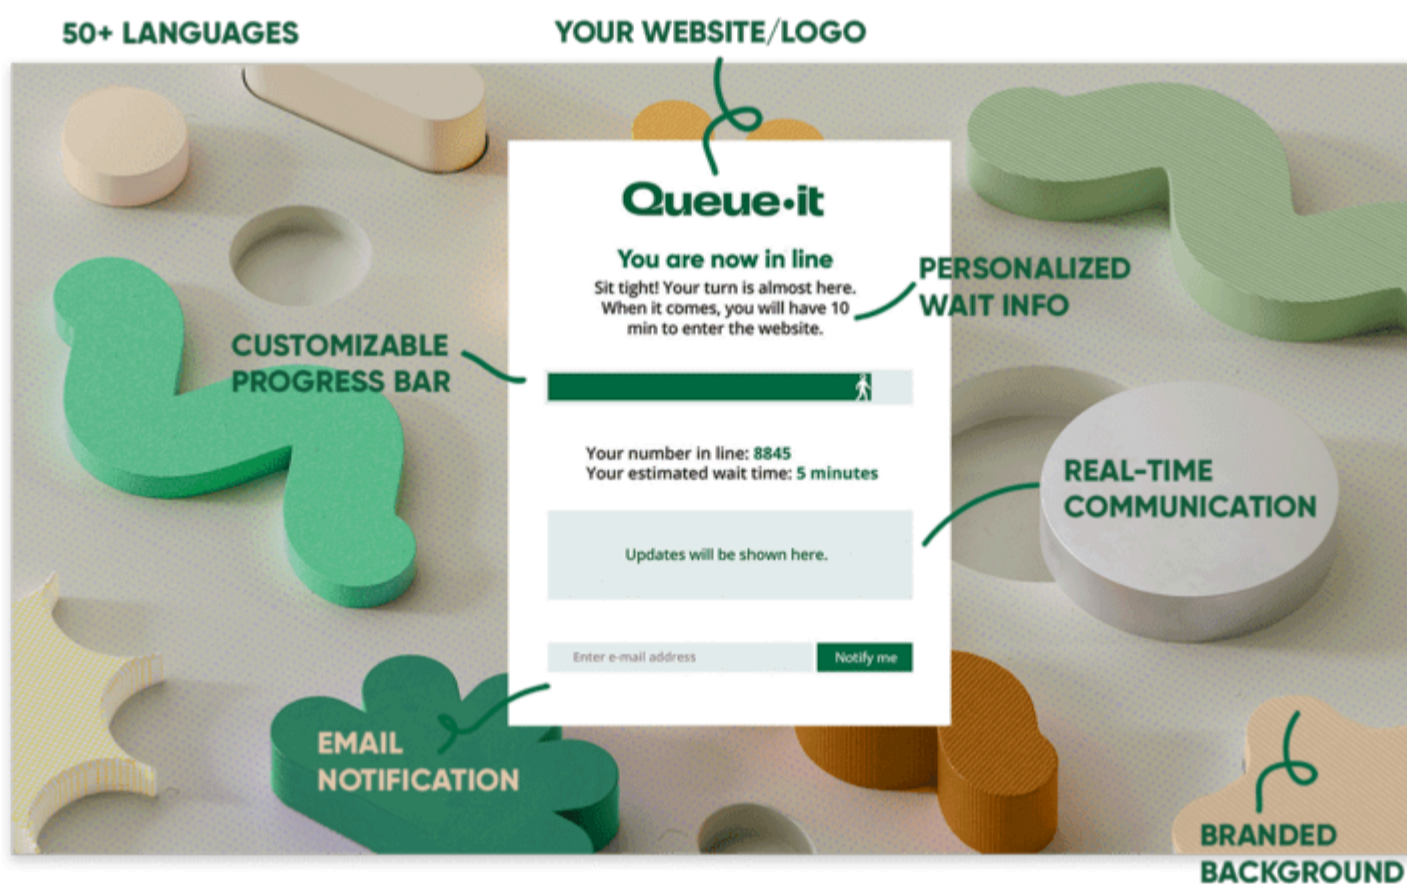 50+ LANGUAGES
YOUR WEBSITE/LOGO
Queue•it
You are now in line
Sit tight! Your turn is almost here.
When it comes, you will have 10
min to enter the website.
PERSONALIZED
WAIT INFO
CUSTOMIZABLE
PROGRESS BAR
Your number in line: 8845
Your estimated wait time: 5 minutes
REAL-TIME
COMMUNICATION
Updates will be shown here.
Enter e-mail address
Notify me
EMAIL
NOTIFICATION
BRANDED
BACKGROUND